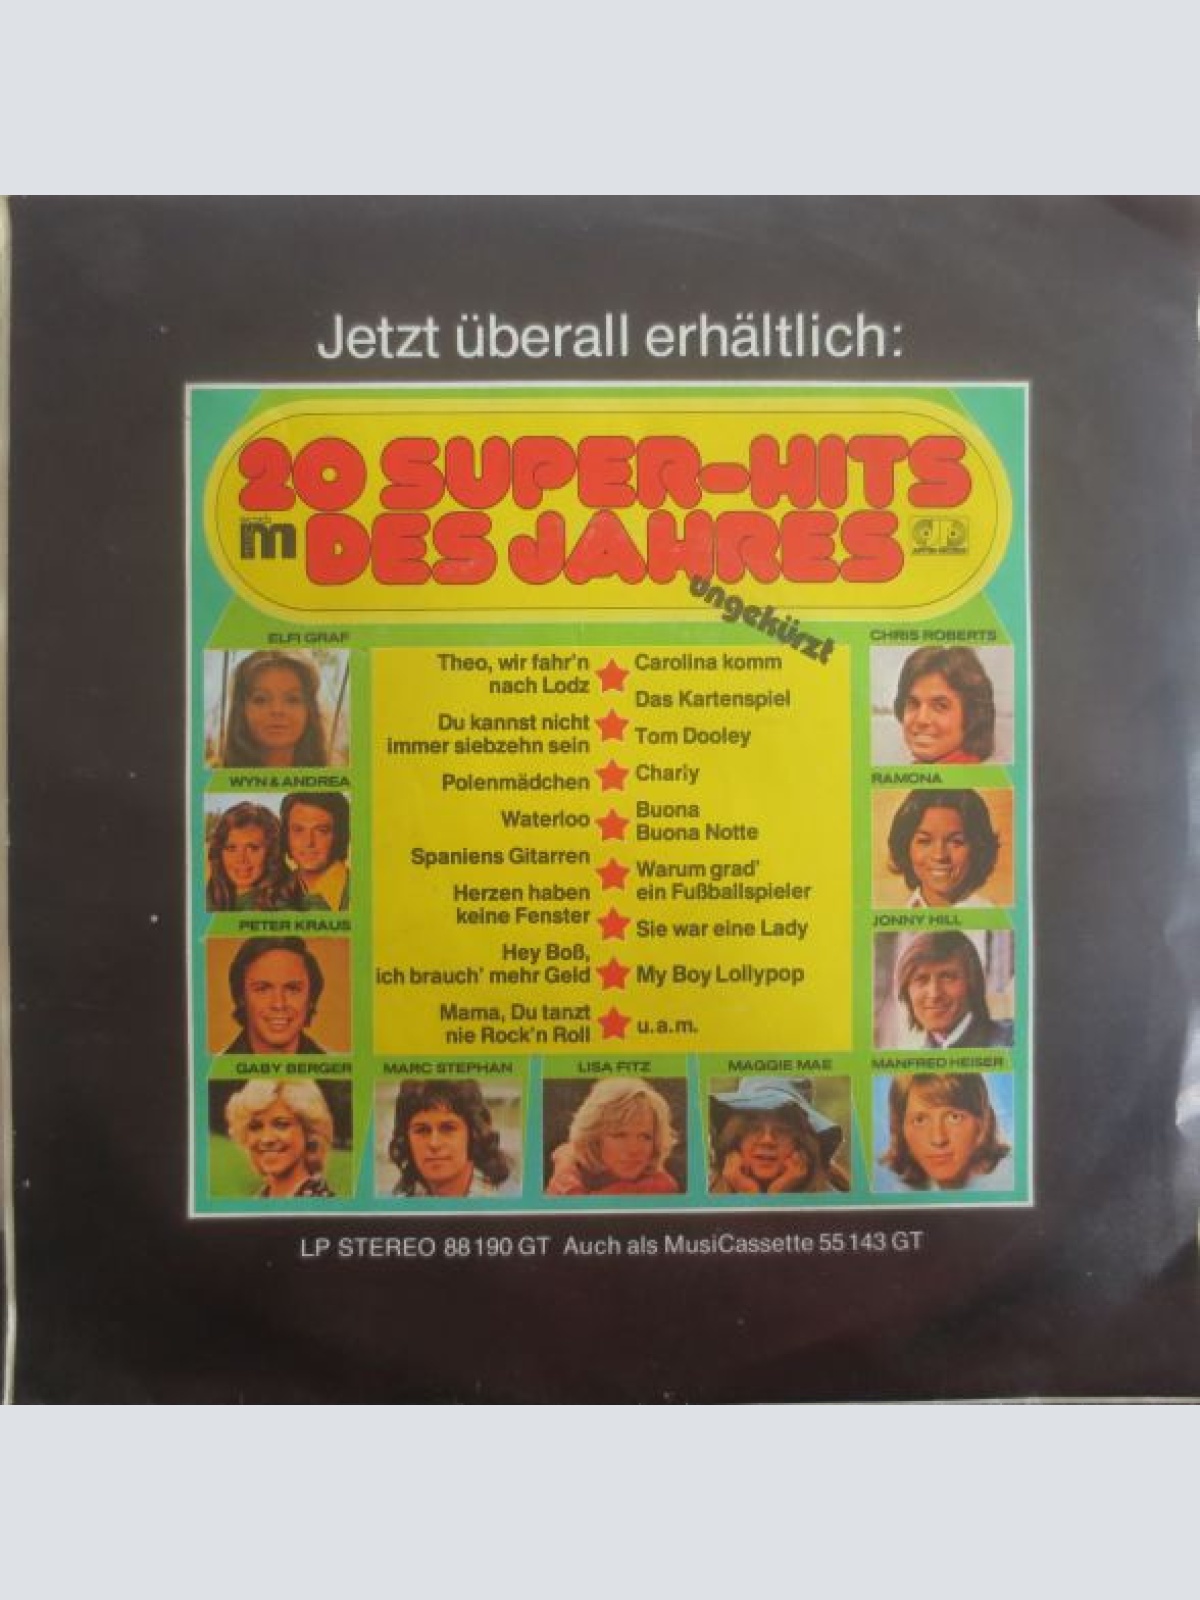 Jetzt überall erhältlich:
20 SUPER-HITS
DES JAHRES
ungekürzt
ELFI GRAF
WYN & ANDREA
PETER KRAUS
GABY BERGER
MARC STEPHAN
LISA FITZ
MAGGIE MAE
MANFRED HEISER
CHRIS ROBERTS
RAMONA
JONNY HILL
Theo, wir fahr'n
nach Lodz
Du kannst nicht
immer siebzehn sein
Polenmädchen
Waterloo
Spaniens Gitarren
Herzen haben
keine Fenster
Hey Boß,
ich brauch' mehr Geld
Mama, Du tanzt
nie Rock'n Roll
Carolina komm
Das Kartenspiel
Tom Dooley
Charly
Buona
Buona Notte
Warum grad'
ein Fußballspieler
Sie war eine Lady
My Boy Lollypop
u.a.m.
LP STEREO 88 190 GT Auch als MusiCassette 55 143 GT